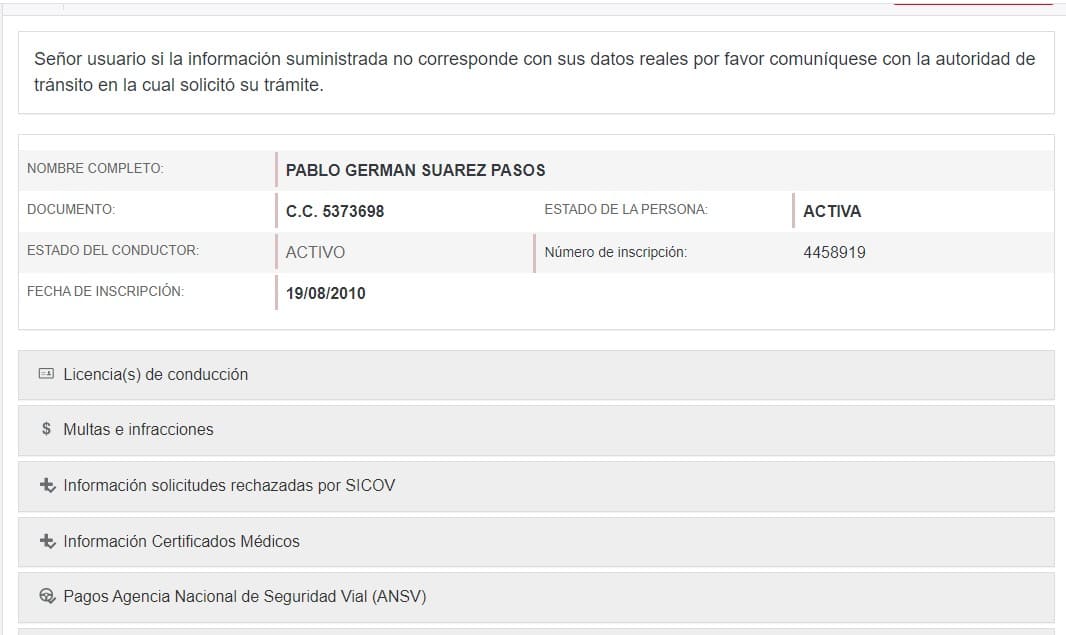 Señor usuario si la información suministrada no corresponde con sus datos reales por favor comuníquese con la autoridad de
tránsito en la cual solicitó su trámite.
NOMBRE COMPLETO: PABLO GERMAN SUAREZ PASOS
DOCUMENTO: C.C. 5373698 ESTADO DE LA PERSONA: ACTIVA
ESTADO DEL CONDUCTOR: ACTIVO Número de inscripción: 4458919
FECHA DE INSCRIPCIÓN: 19/08/2010
Licencia(s) de conducción
$ Multas e infracciones
Información solicitudes rechazadas por SICOV
Información Certificados Médicos
Pagos Agencia Nacional de Seguridad Vial (ANSV)